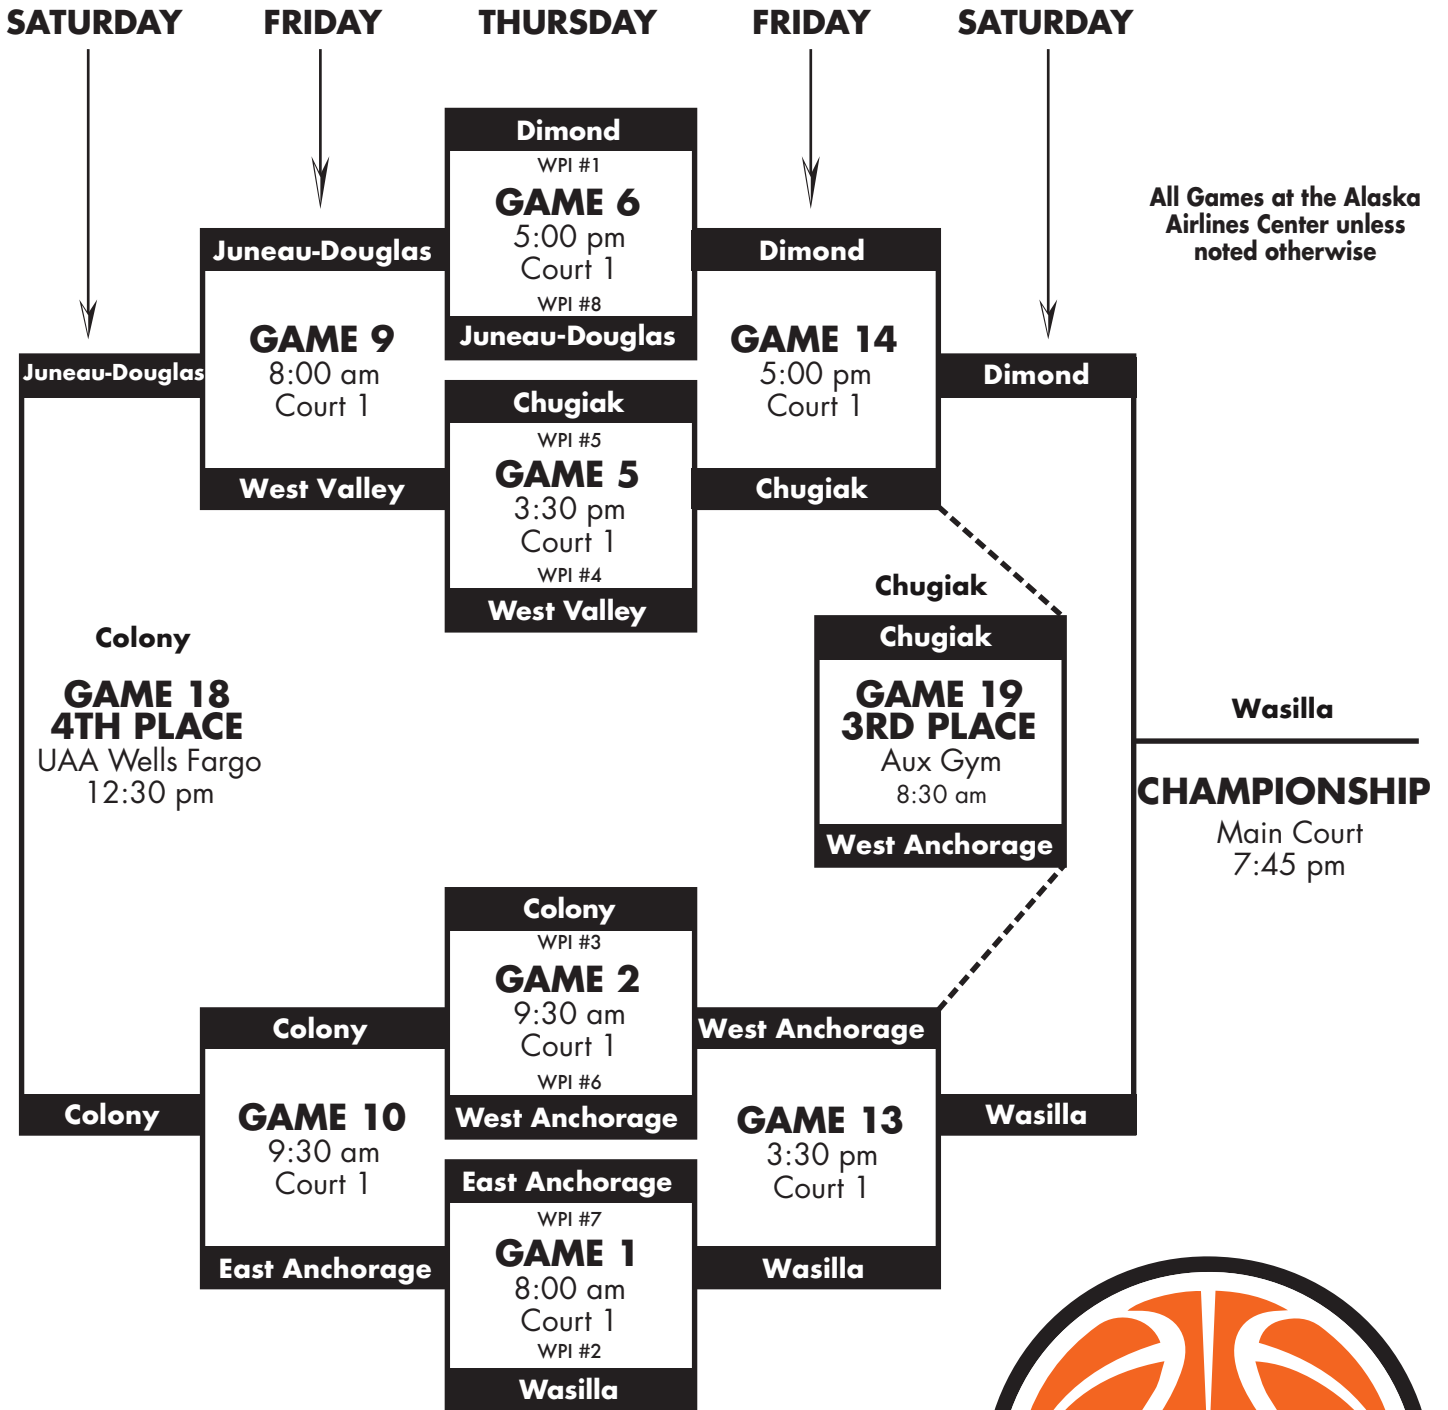 SATURDAY
FRIDAY
THURSDAY
FRIDAY
SATURDAY
All Games at the Alaska
Airlines Center unless
noted otherwise
Dimond
WPI #1
GAME 6
5:00 pm
Court 1
WPI #8
Juneau-Douglas
Juneau-Douglas
GAME 9
8:00 am
Court 1
West Valley
Dimond
GAME 14
5:00 pm
Court 1
Chugiak
Juneau-Douglas
Dimond
Chugiak
WPI #5
GAME 5
3:30 pm
Court 1
WPI #4
West Valley
Colony
GAME 18
4TH PLACE
UAA Wells Fargo
12:30 pm
Chugiak
Chugiak
GAME 19
3RD PLACE
Aux Gym
8:30 am
West Anchorage
Wasilla
CHAMPIONSHIP
Main Court
7:45 pm
Colony
WPI #3
GAME 2
9:30 am
Court 1
WPI #6
West Anchorage
Colony
GAME 10
9:30 am
Court 1
East Anchorage
West Anchorage
GAME 13
3:30 pm
Court 1
Wasilla
Colony
Wasilla
East Anchorage
WPI #7
GAME 1
8:00 am
Court 1
WPI #2
Wasilla